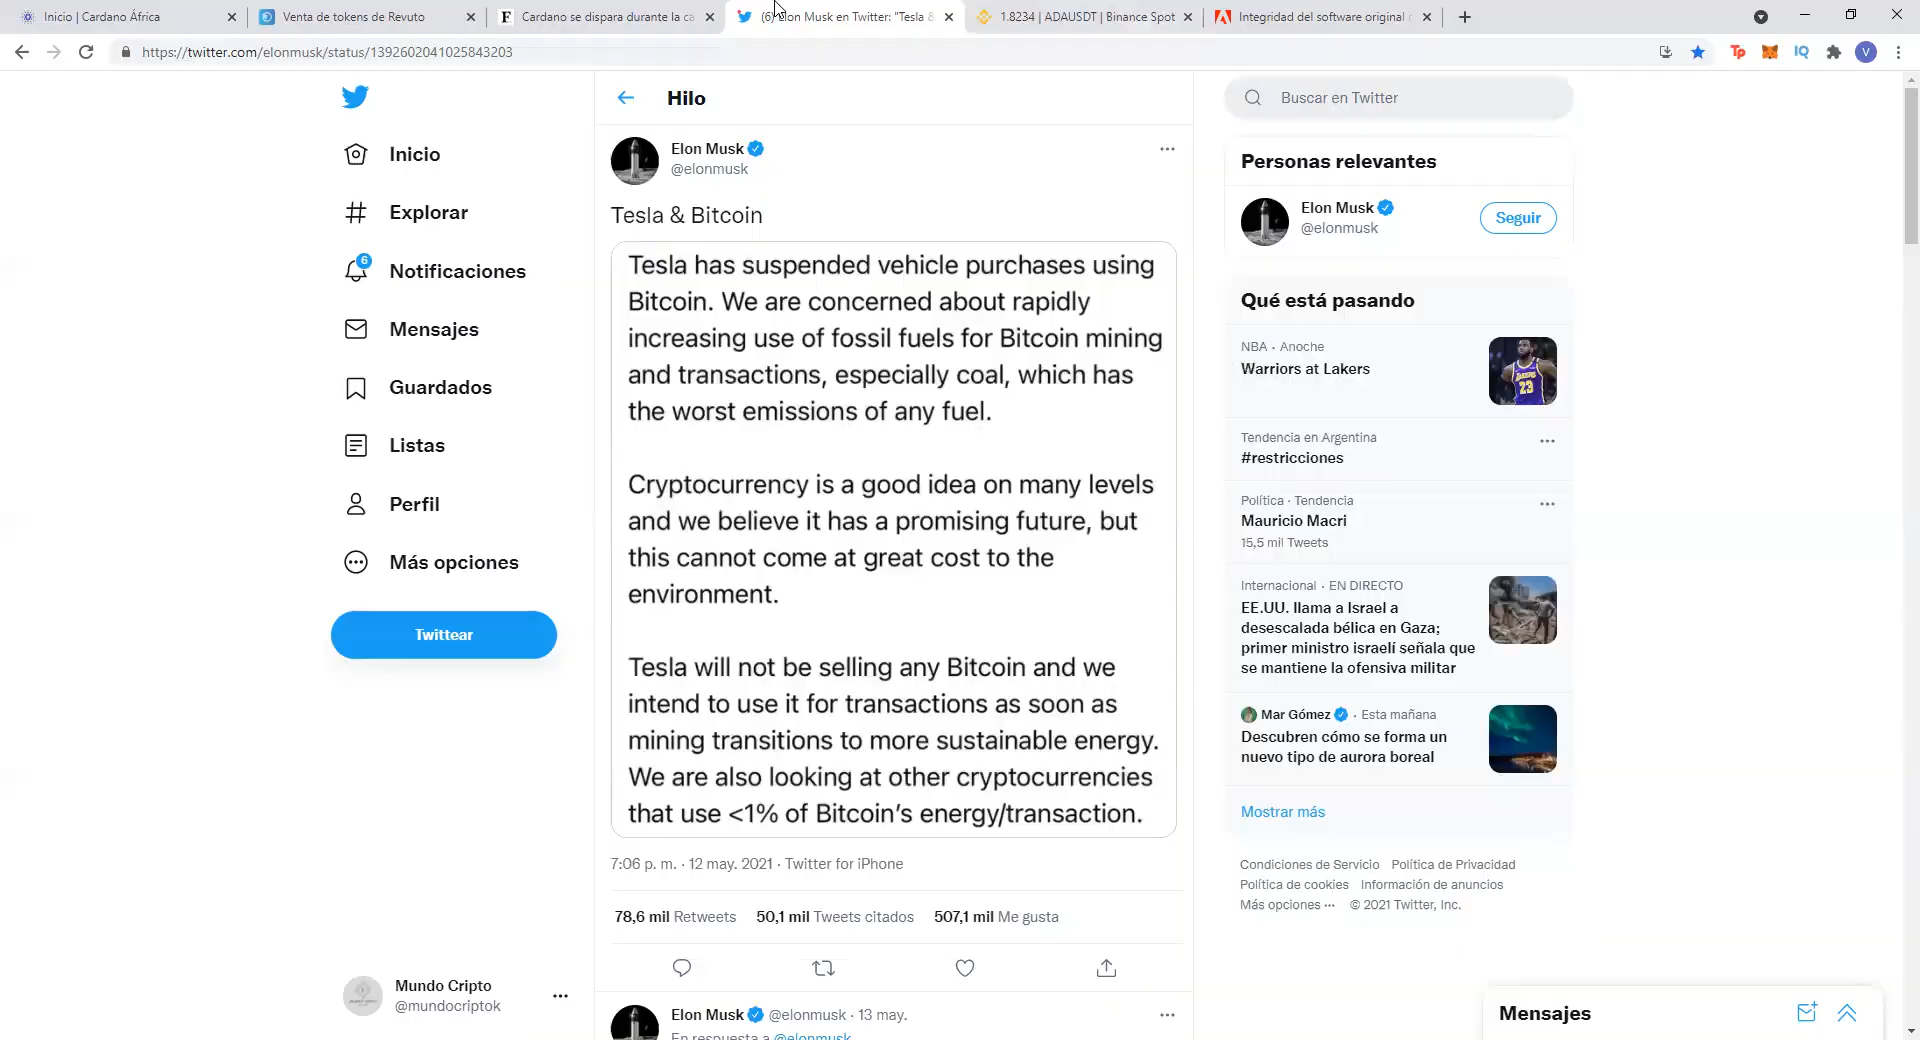 Inicio | Cardano África
Venta de tokens de Revuto
Cardano se dispara durante la ca
(6) Elon Musk en Twitter: "Tesla &
1.8234 | ADAUSDT | Binance Spot
Integridad del software original
https://twitter.com/elonmusk/status/1392602041025843203
Tp
IQ
V
Inicio
Explorar
6
Notificaciones
Mensajes
Guardados
Listas
Perfil
Más opciones
Twittear
Mundo Cripto
@mundocriptok
Hilo
Elon Musk
@elonmusk
Tesla & Bitcoin
Tesla has suspended vehicle purchases using
Bitcoin. We are concerned about rapidly
increasing use of fossil fuels for Bitcoin mining
and transactions, especially coal, which has
the worst emissions of any fuel.
Cryptocurrency is a good idea on many levels
and we believe it has a promising future, but
this cannot come at great cost to the
environment.
Tesla will not be selling any Bitcoin and we
intend to use it for transactions as soon as
mining transitions to more sustainable energy.
We are also looking at other cryptocurrencies
that use <1% of Bitcoin's energy/transaction.
7:06 p. m. · 12 may. 2021 · Twitter for iPhone
78,6 mil Retweets 50,1 mil Tweets citados 507,1 mil Me gusta
Elon Musk @elonmusk · 13 may.
En respuesta a @elonmusk
Buscar en Twitter
Personas relevantes
Elon Musk
@elonmusk
Seguir
Qué está pasando
NBA · Anoche
Warriors at Lakers
Tendencia en Argentina
#restricciones
Política · Tendencia
Mauricio Macri
15,5 mil Tweets
Internacional · EN DIRECTO
EE.UU. llama a Israel a
desescalada bélica en Gaza;
primer ministro israelí señala que
se mantiene la ofensiva militar
Mar Gómez · Esta mañana
Descubren cómo se forma un
nuevo tipo de aurora boreal
Mostrar más
Condiciones de Servicio Política de Privacidad
Política de cookies Información de anuncios
Más opciones ··· © 2021 Twitter, Inc.
Mensajes